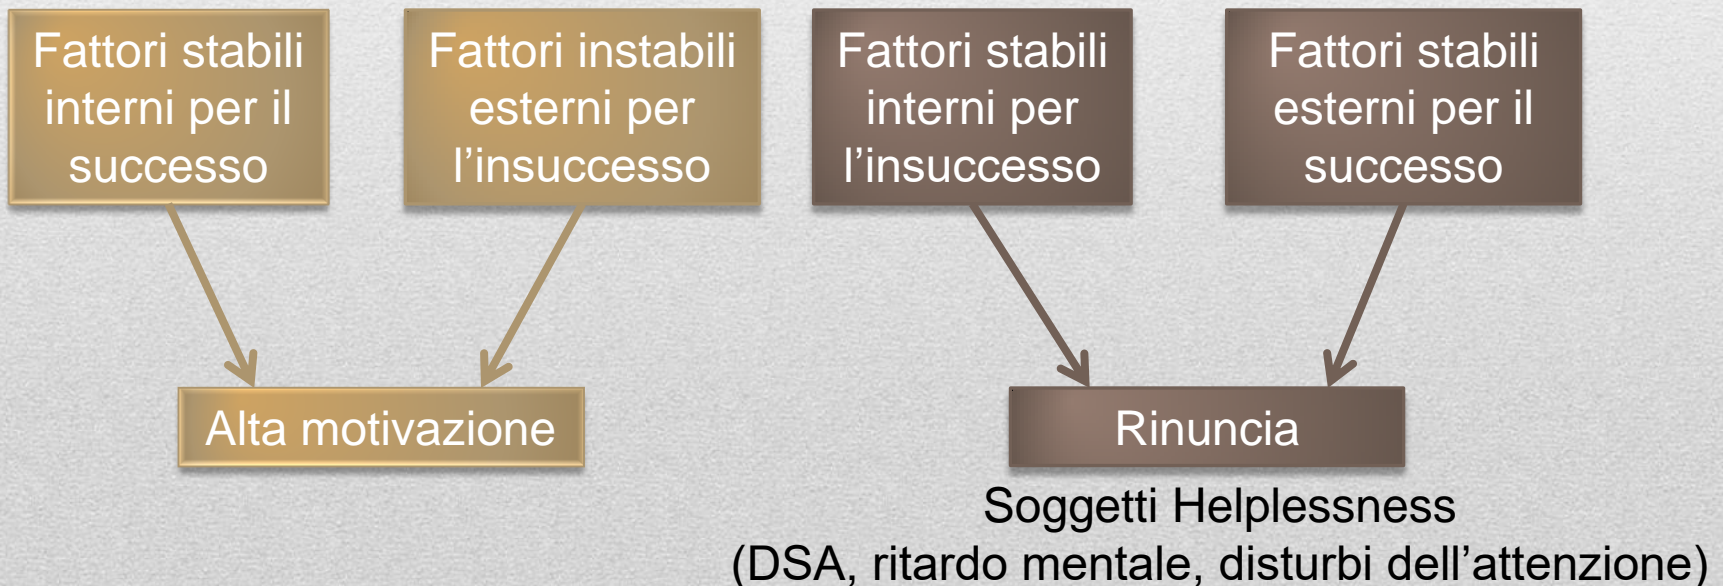 Fattori stabili
interni per il
successo
Fattori instabili
esterni per
l’insuccesso
Fattori stabili
interni per
l’insuccesso
Fattori stabili
esterni per il
successo
Alta motivazione
Rinuncia
Soggetti Helplessness
(DSA, ritardo mentale, disturbi dell’attenzione)